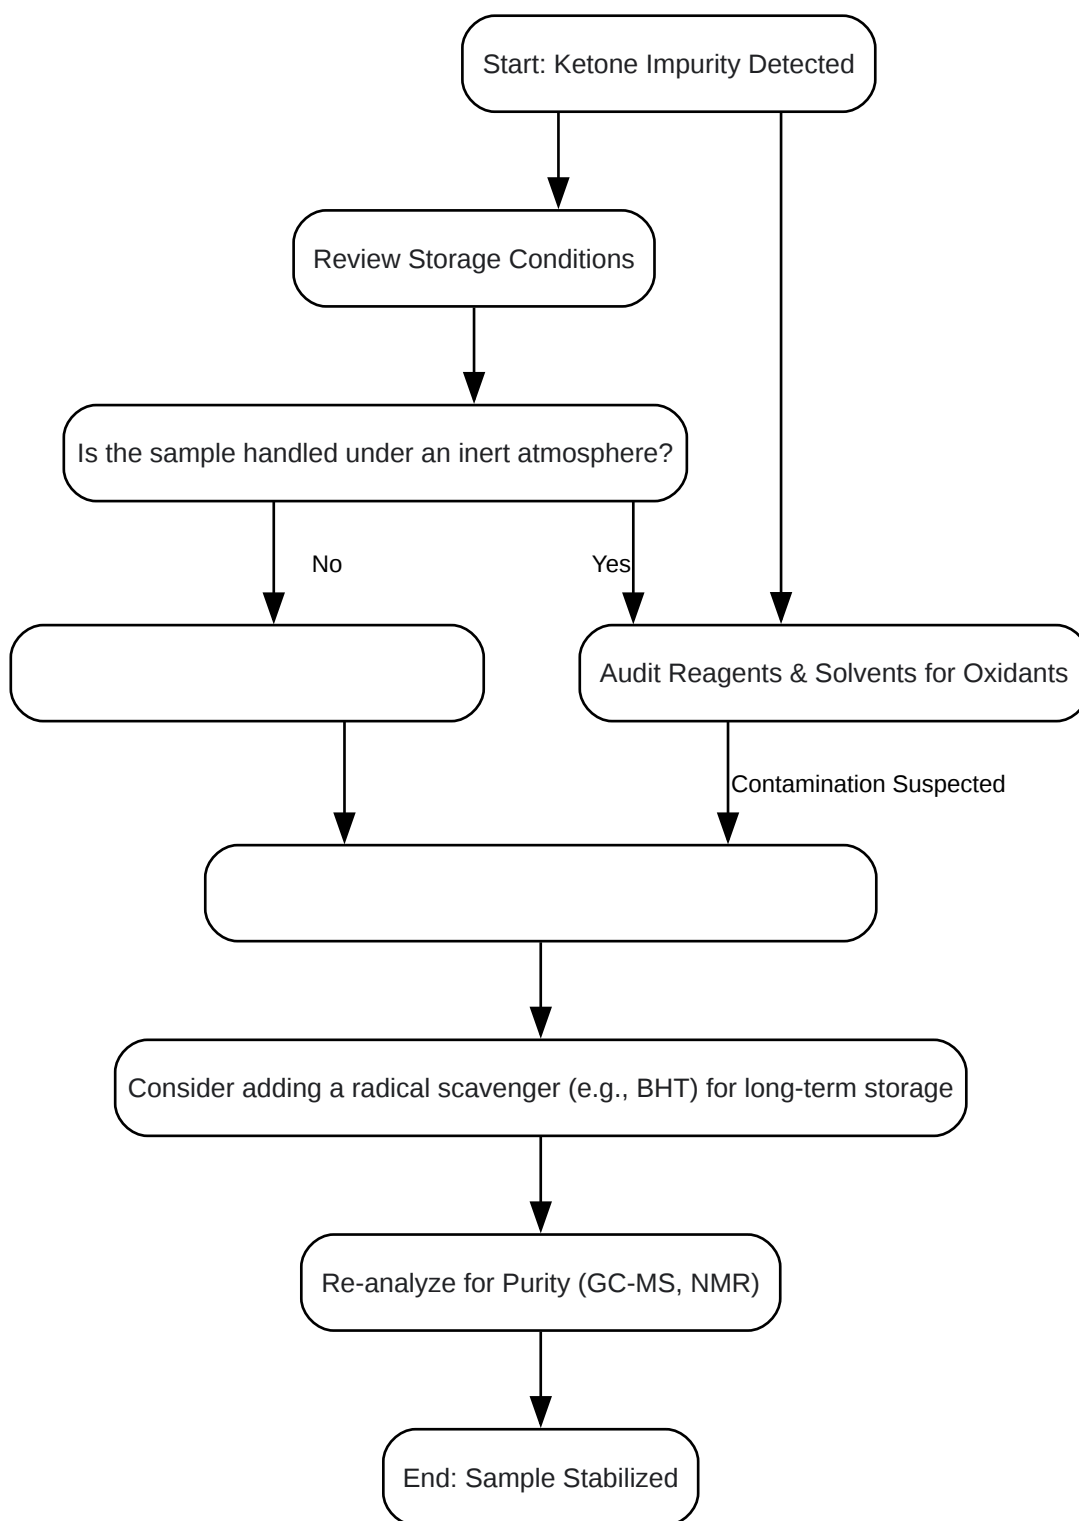 Start: Ketone Impurity Detected
Review Storage Conditions
Is the sample handled under an inert atmosphere?
No
Yes
Audit Reagents & Solvents for Oxidants
Contamination Suspected
Consider adding a radical scavenger (e.g., BHT) for long-term storage
Re-analyze for Purity (GC-MS, NMR)
End: Sample Stabilized